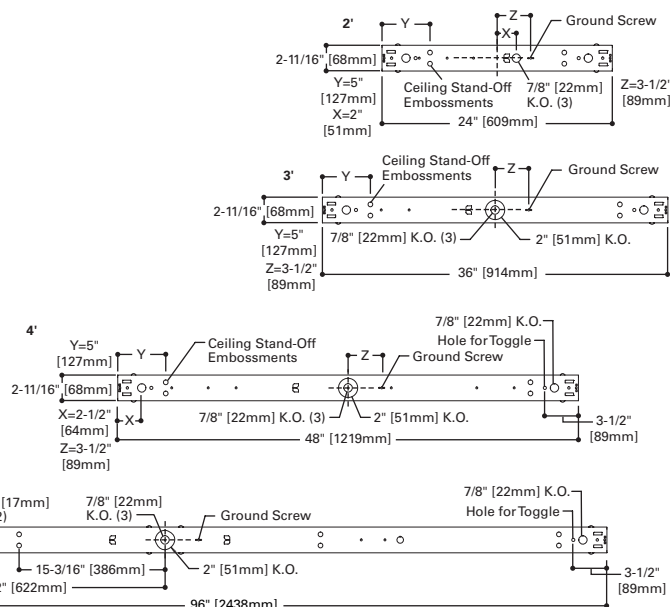 2'
Y
Z
X
Ground Screw
2-11/16" [68mm]
Y=5"
[127mm]
X=2"
[51mm]
Ceiling Stand-Off
Embossments
7/8" [22mm]
K.O. (3)
Z=3-1/2"
[89mm]
24" [609mm]
3'
Y
Ceiling Stand-Off
Embossments
Z
Ground Screw
2-11/16" [68mm]
Y=5"
[127mm]
Z=3-1/2"
[89mm]
7/8" [22mm] K.O. (3)
2" [51mm] K.O.
36" [914mm]
4'
Y=5"
[127mm]
Y
Ceiling Stand-Off
Embossments
Z
Ground Screw
7/8" [22mm] K.O.
Hole for Toggle
2-11/16" [68mm]
X=2-1/2"
[64mm]
Z=3-1/2"
[89mm]
X
7/8" [22mm] K.O. (3)
2" [51mm] K.O.
3-1/2"
[89mm]
48" [1219mm]
[17mm]
2)
7/8" [22mm]
K.O. (3)
Ground Screw
7/8" [22mm] K.O.
Hole for Toggle
15-3/16" [386mm]
2" [51mm] K.O.
2" [622mm]
3-1/2"
[89mm]
96" [2438mm]